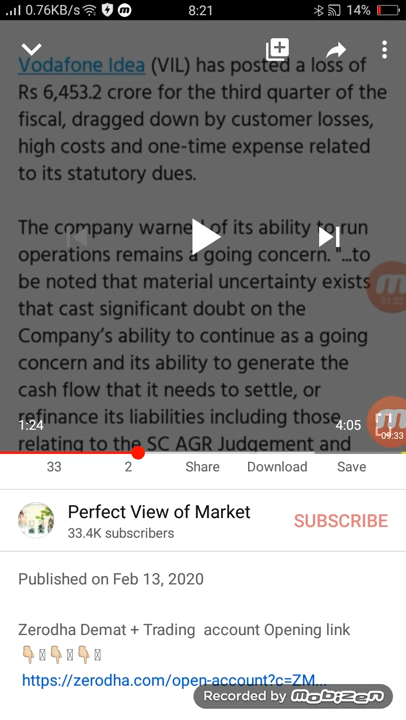 0.76KB/s 8:21 14%
Vodafone Idea (VIL) has posted a loss of
Rs 6,453.2 crore for the third quarter of the
fiscal, dragged down by customer losses,
high costs and one-time expense related
to its statutory dues.
The company warned of its ability to run
operations remains a going concern. "...to
be noted that material uncertainty exists
that cast significant doubt on the
Company's ability to continue as a going
concern and its ability to generate the
cash flow that it needs to settle, or
refinance its liabilities including those
relating to the SC AGR Judgement and
01:23
1:24 4:05
09:33
33 2 Share Download Save
Perfect View of Market
33.4K subscribers
SUBSCRIBE
Published on Feb 13, 2020
Zerodha Demat + Trading account Opening link
👇🏻👇🏻👇🏻
https://zerodha.com/open-account?c=ZM...
Recorded by mobizen